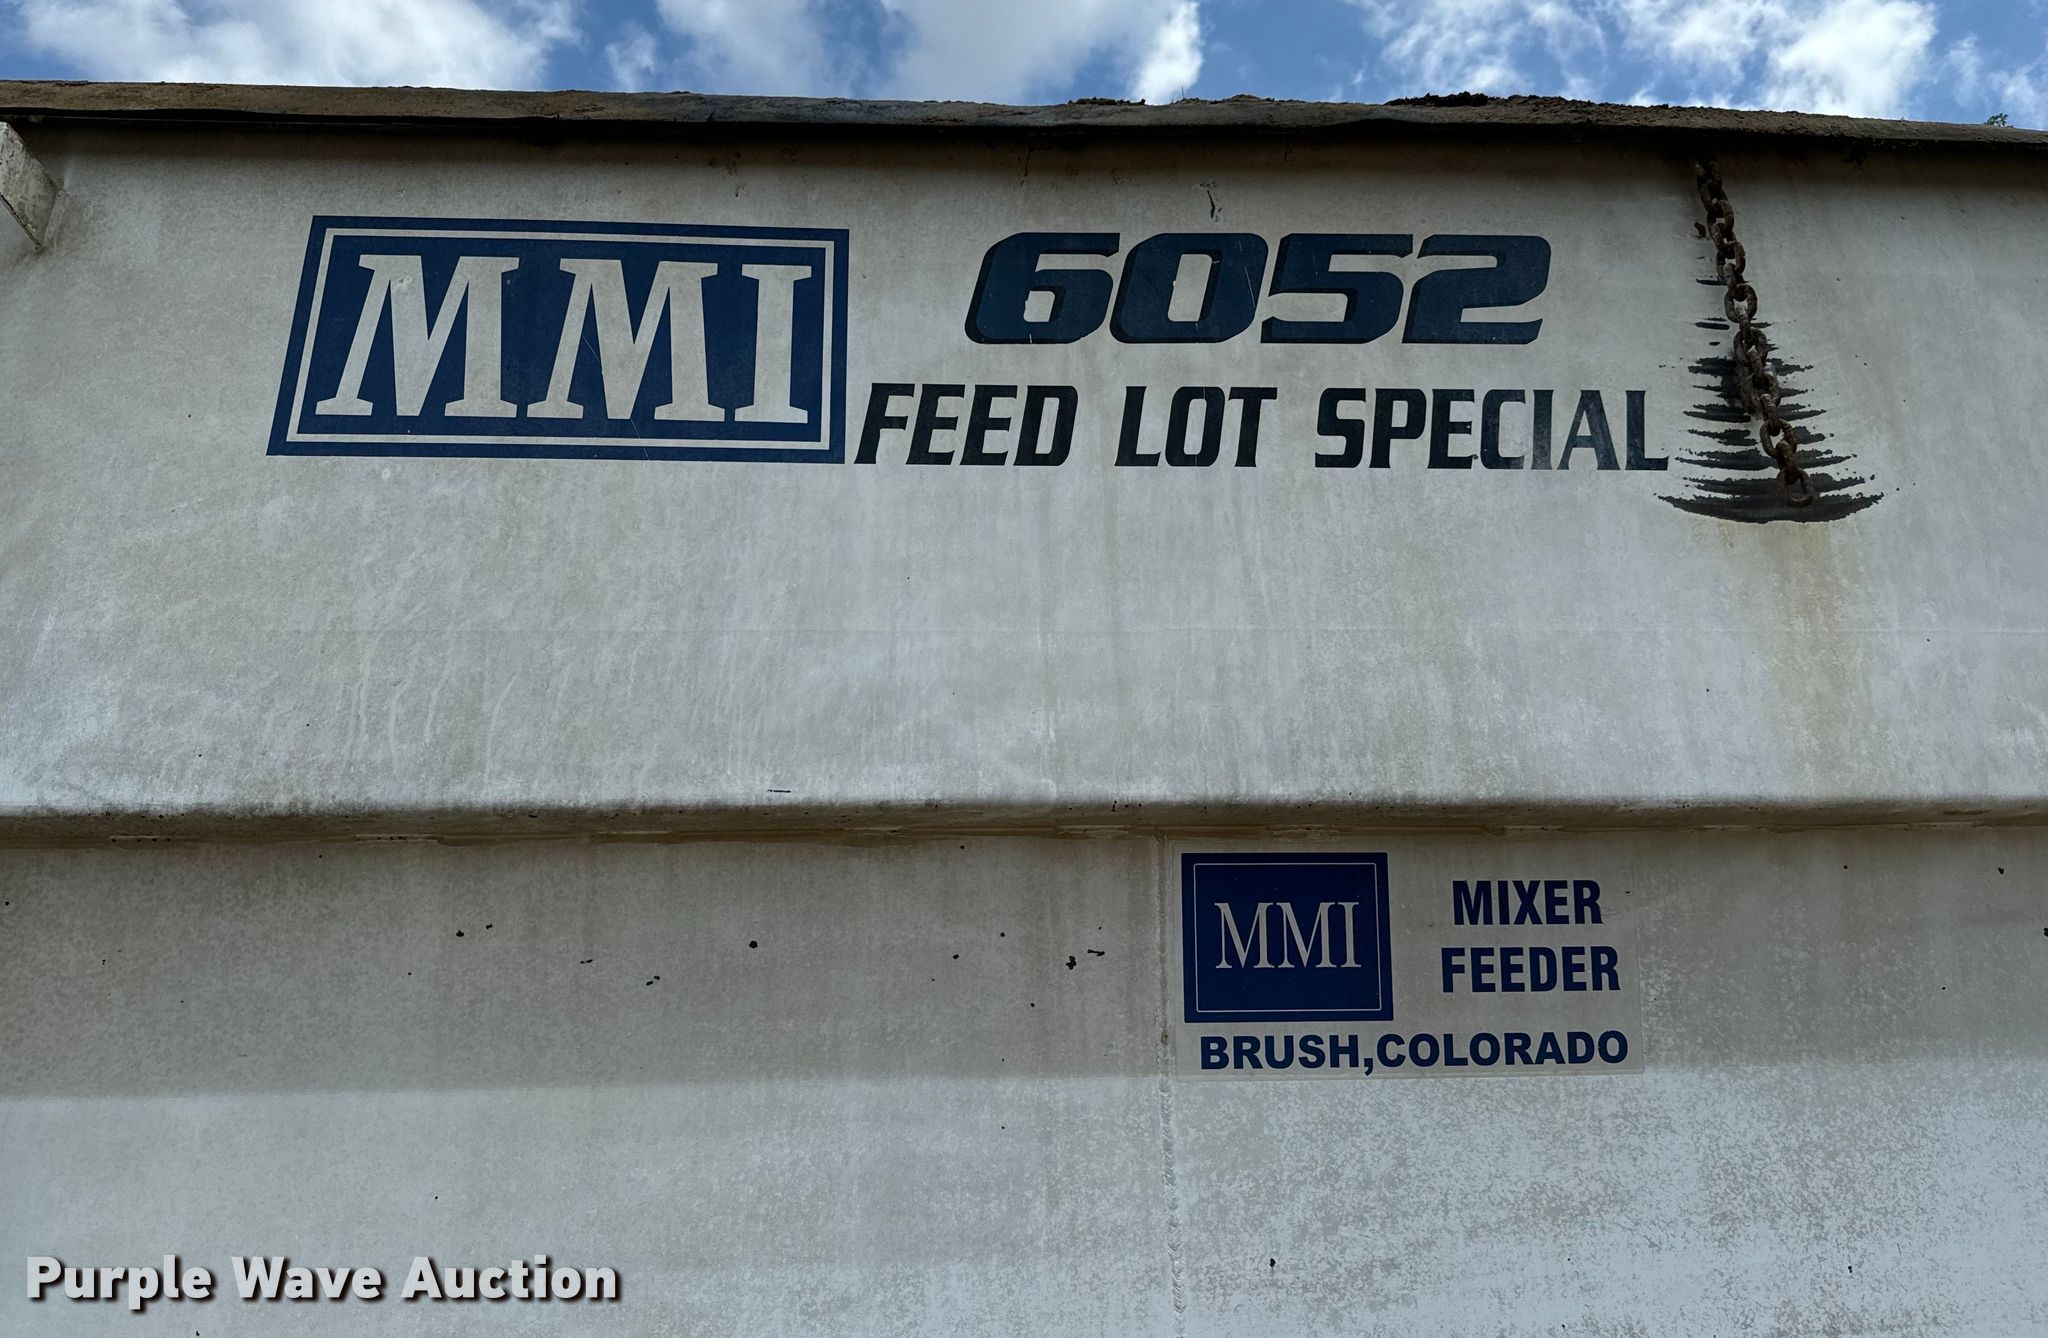 MMI
6052
FEED LOT SPECIAL
MMI
MIXER
FEEDER
BRUSH,COLORADO
Purple Wave Auction